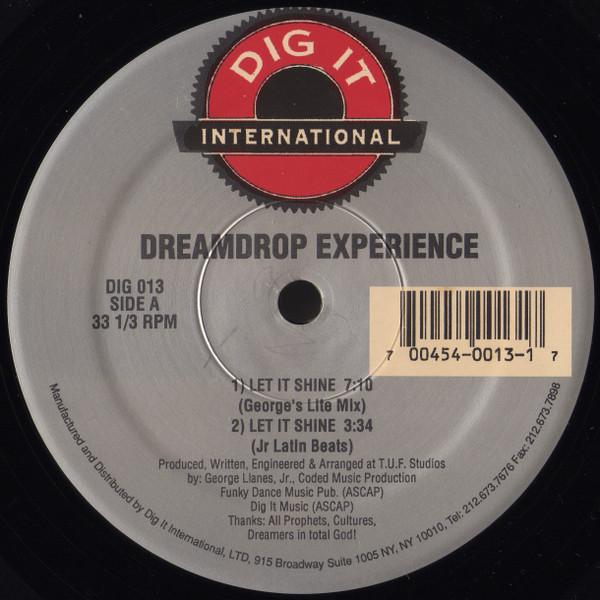 DIG IT
INTERNATIONAL
DREAMDROP EXPERIENCE
DIG 013
SIDE A
33 1/3 RPM
7 00454-0013-1 7
1) LET IT SHINE 7:10
(George's Lite Mix)
2) LET IT SHINE 3:34
(Jr Latin Beats)
Produced, Written, Engineered & Arranged at T.U.F. Studios
by: George Llanes, Jr., Coded Music Production
Funky Dance Music Pub. (ASCAP)
Dig It Music (ASCAP)
Thanks: All Prophets, Cultures,
Dreamers in total God!
Manufactured and Distributed by Dig It International, LTD, 915 Broadway Suite 1005 NY, NY 10010, Tel: 212.673.7676 Fax: 212.673.7898